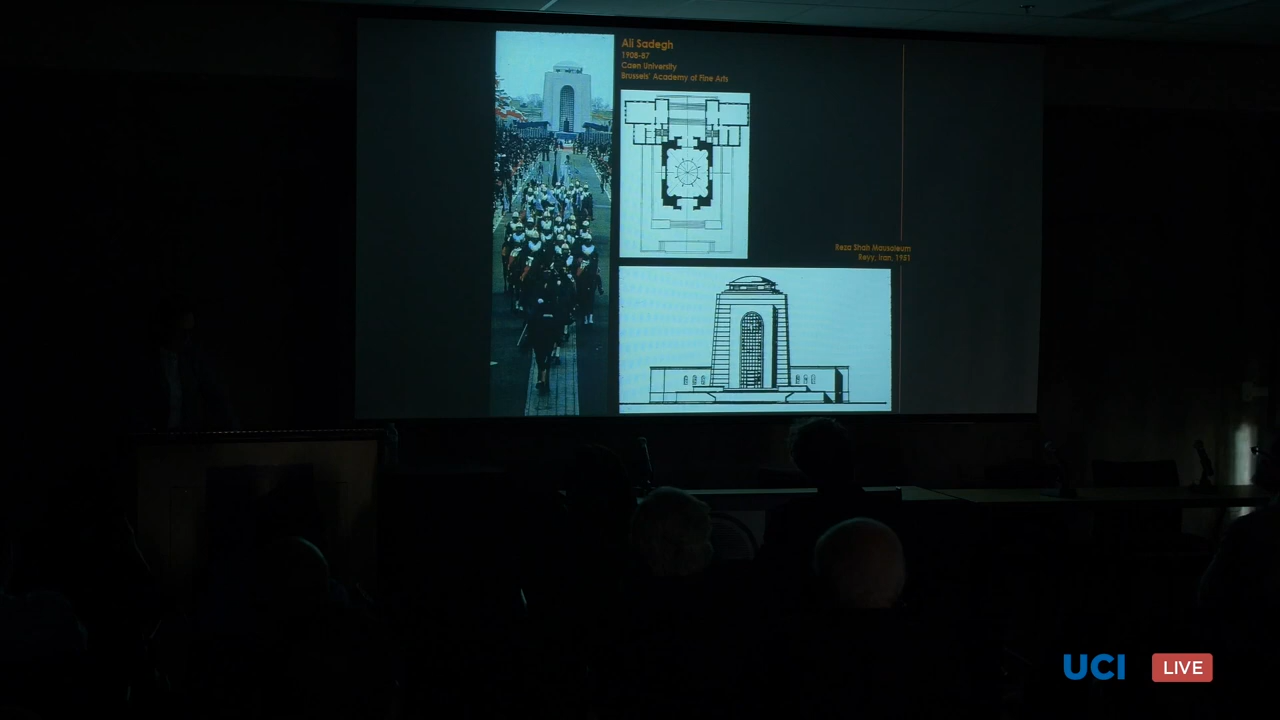 Ali Sadegh
1908-87
Caen University
Brussels' Academy of Fine Arts
Reza Shah Mausoleum
Reyy, Iran, 1951
UCI
LIVE